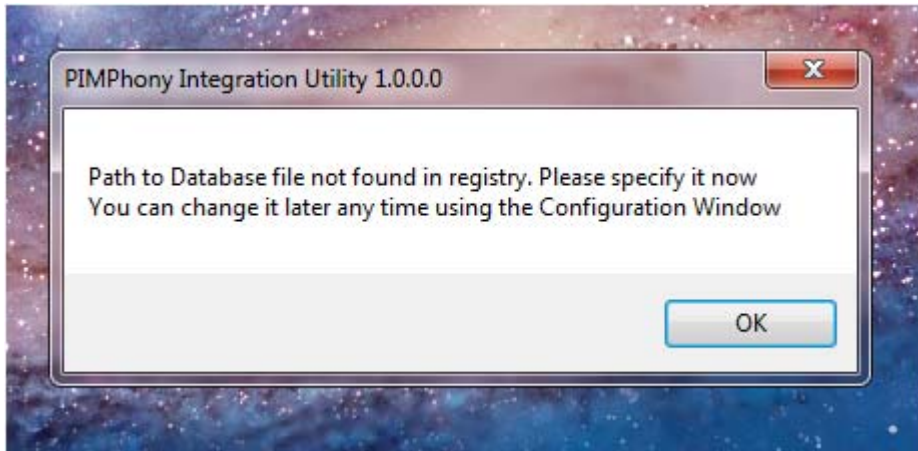 PIMPhony Integration Utility 1.0.0.0
Path to Database file not found in registry. Please specify it now
You can change it later any time using the Configuration Window
OK